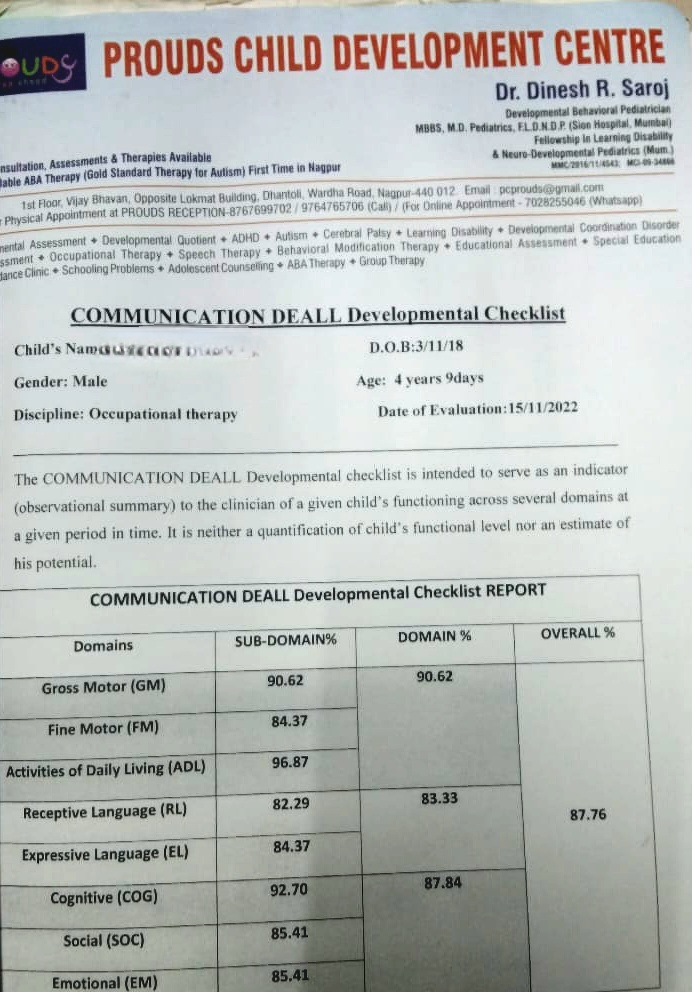 OUDS
PROUDS CHILD DEVELOPMENT CENTRE
Dr. Dinesh R. Saroj
Developmental Behavioral Pediatrician
MBBS, M.D. Pediatrics, F.L.D.N.D.P. (Sion Hospital, Mumbai)
Fellowship In Learning Disability
& Neuro-Developmental Pediatrics (Mum.)
nsultation, Assessments & Therapies Available
lable ABA Therapy (Gold Standard Therapy for Autism) First Time in Nagpur
1st Floor, Vijay Bhavan, Opposite Lokmat Building, Dhantoli, Wardha Road, Nagpur-440 012. Email : pcprouds@gmail.com
Physical Appointment at PROUDS RECEPTION-8767699702 / 9764765706 (Call) / (For Online Appointment - 7028255046 (Whatsapp)
mental Assessment + Developmental Quotient + ADHD + Autism + Cerebral Palsy + Learning Disability + Developmental Coordination Disorder
ssment + Occupational Therapy + Speech Therapy + Behavioral Modification Therapy + Educational Assessment + Special Education
dance Clinic + Schooling Problems + Adolescent Counselling + ABA Therapy + Group Therapy
COMMUNICATION DEALL Developmental Checklist
Child's Nam D.O.B:3/11/18
Gender: Male Age: 4 years 9days
Discipline: Occupational therapy Date of Evaluation:15/11/2022
The COMMUNICATION DEALL Developmental checklist is intended to serve as an indicator
(observational summary) to the clinician of a given child's functioning across several domains at
a given period in time. It is neither a quantification of child's functional level nor an estimate of
his potential.
COMMUNICATION DEALL Developmental Checklist REPORT
Domains SUB-DOMAIN% DOMAIN % OVERALL %
Gross Motor (GM) 90.62 90.62
Fine Motor (FM) 84.37
Activities of Daily Living (ADL) 96.87
Receptive Language (RL) 82.29 83.33 87.76
Expressive Language (EL) 84.37
Cognitive (COG) 92.70 87.84
Social (SOC) 85.41
Emotional (EM) 85.41